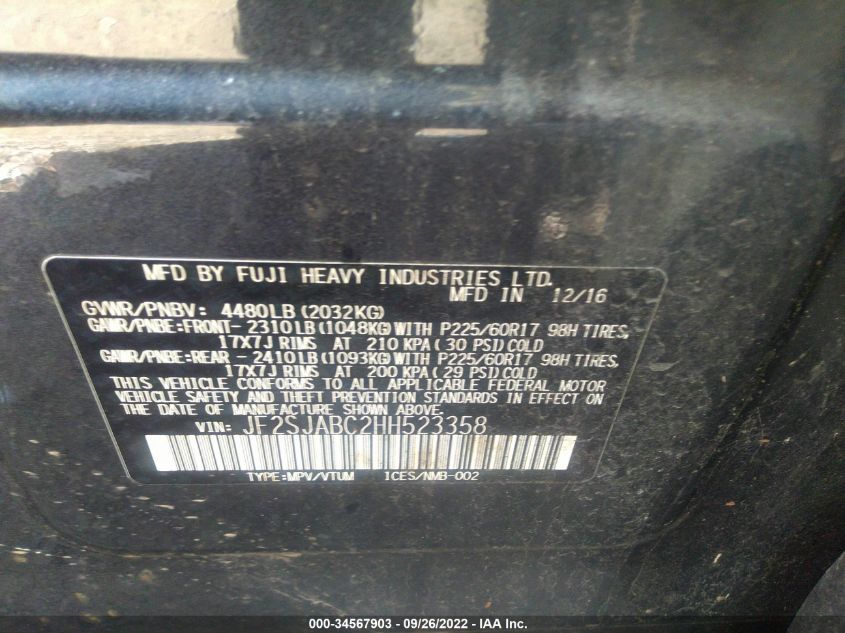 MFD BY FUJI HEAVY INDUSTRIES LTD.
MFD IN 12/16
GVWR/PNBV: 4480LB (2032KG)
GAWR/PNBE:FRONT- 2310LB(1048KG)WITH P225/60R17 98H TIRES,
17X7J RIMS AT 210 KPA( 30 PSI)COLD
GAWR/PNBE:REAR - 2410LB(1093KG)WITH P225/60R17 98H TIRES,
17X7J RIMS AT 200 KPA( 29 PSI)COLD
THIS VEHICLE CONFORMS TO ALL APPLICABLE FEDERAL MOTOR
VEHICLE SAFETY AND THEFT PREVENTION STANDARDS IN EFFECT ON
THE DATE OF MANUFACTURE SHOWN ABOVE.
VIN: JF2SJABC2HH523358
TYPE:MPV/VTUM ICES/NMB-002
000-34567903 - 09/26/2022 - IAA Inc.